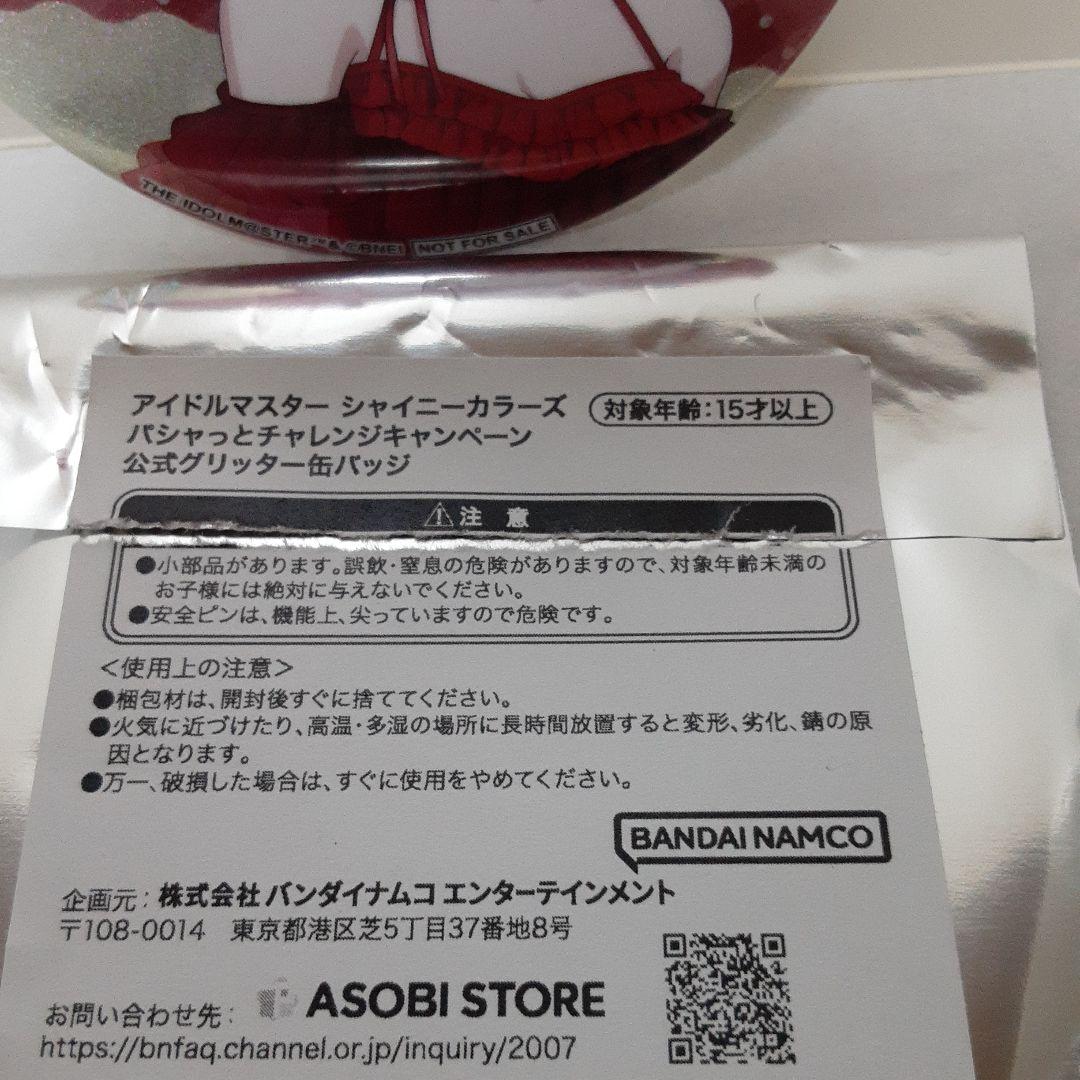 THE IDOLM@STER™& ©BNEI NOT FOR SALE
アイドルマスター シャイニーカラーズ 対象年齢:15才以上
パシャっとチャレンジキャンペーン
公式グリッター缶バッジ
⚠注 意
●小部品があります。誤飲・窒息の危険がありますので、対象年齢未満の
お子様には絶対に与えないでください。
●安全ピンは、機能上、尖っていますので危険です。
＜使用上の注意＞
●梱包材は、開封後すぐに捨ててください。
●火気に近づけたり、高温・多湿の場所に長時間放置すると変形、劣化、錆の原
因となります。
●万一、破損した場合は、すぐに使用をやめてください。
BANDAI NAMCO
企画元:株式会社 バンダイナムコ エンターテインメント
〒108-0014 東京都港区芝5丁目37番地8号
お問い合わせ先: ASOBI STORE
https://bnfaq.channel.or.jp/inquiry/2007